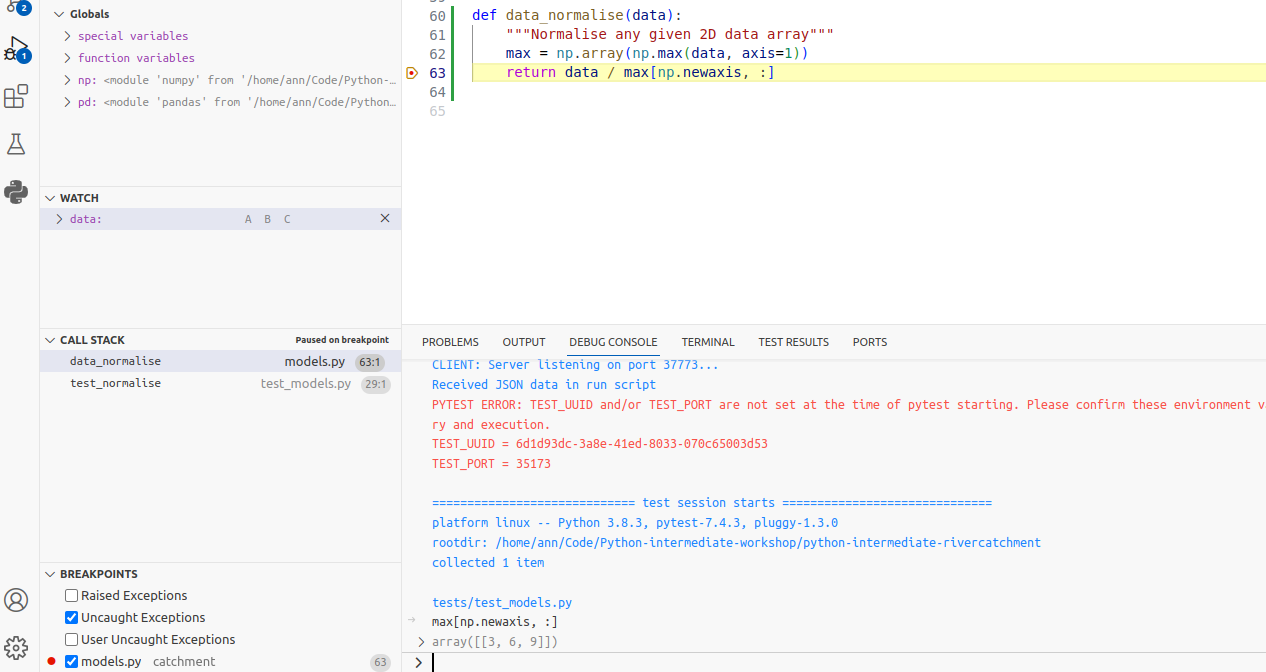 2
1
Globals
special variables
function variables
np: <module 'numpy' from '/home/ann/Code/Python-…
pd: <module 'pandas' from '/home/ann/Code/Python…
WATCH
data: A B C
CALL STACK Paused on breakpoint
data_normalise models.py 63:1
test_normalise test_models.py 29:1
BREAKPOINTS
Raised Exceptions
Uncaught Exceptions
User Uncaught Exceptions
models.py catchment 63
60 def data_normalise(data):
61 """Normalise any given 2D data array"""
62 max = np.array(np.max(data, axis=1))
63 return data / max[np.newaxis, :]
64
65
PROBLEMS OUTPUT DEBUG CONSOLE TERMINAL TEST RESULTS PORTS
CLIENT: Server listening on port 37773...
Received JSON data in run script
PYTEST ERROR: TEST_UUID and/or TEST_PORT are not set at the time of pytest starting. Please confirm these environment
ry and execution.
TEST_UUID = 6d1d93dc-3a8e-41ed-8033-070c65003d53
TEST_PORT = 35173
============================ test session starts ==============================
platform linux -- Python 3.8.3, pytest-7.4.3, pluggy-1.3.0
rootdir: /home/ann/Code/Python-intermediate-workshop/python-intermediate-rivercatchment
collected 1 item
tests/test_models.py
max[np.newaxis, :]
array([[3, 6, 9]])